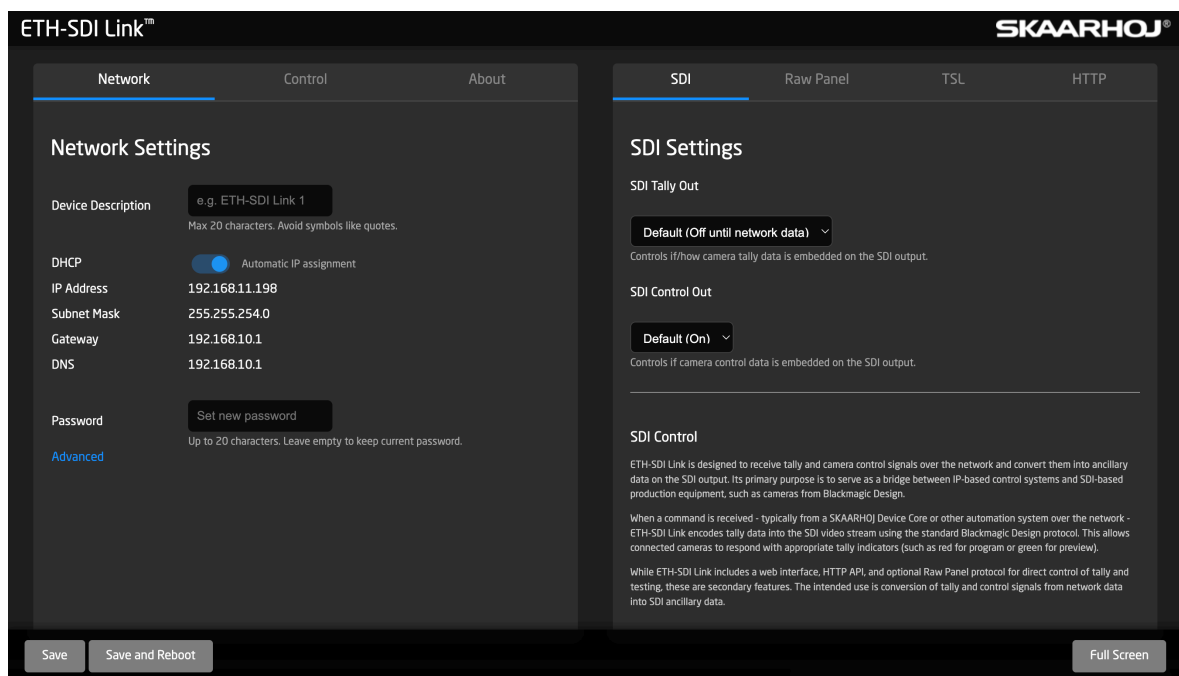 ETH-SDI Link™
SKAARHOJ®
Network
Control
About
Network Settings
Device Description
e.g. ETH-SDI Link 1
Max 20 characters. Avoid symbols like quotes.
DHCP
Automatic IP assignment
IP Address
192.168.11.198
Subnet Mask
255.255.254.0
Gateway
192.168.10.1
DNS
192.168.10.1
Password
Set new password
Up to 20 characters. Leave empty to keep current password.
Advanced
SDI
Raw Panel
TSL
HTTP
SDI Settings
SDI Tally Out
Default (Off until network data)
Controls if/how camera tally data is embedded on the SDI output.
SDI Control Out
Default (On)
Controls if camera control data is embedded on the SDI output.
SDI Control
ETH-SDI Link is designed to receive tally and camera control signals over the network and convert them into ancillary
data on the SDI output. Its primary purpose is to serve as a bridge between IP-based control systems and SDI-based
production equipment, such as cameras from Blackmagic Design.
When a command is received - typically from a SKAARHOJ Device Core or other automation system over the network -
ETH-SDI Link encodes tally data into the SDI video stream using the standard Blackmagic Design protocol. This allows
connected cameras to respond with appropriate tally indicators (such as red for program or green for preview).
While ETH-SDI Link includes a web interface, HTTP API, and optional Raw Panel protocol for direct control of tally and
testing, these are secondary features. The intended use is conversion of tally and control signals from network data
into SDI ancillary data.
Save
Save and Reboot
Full Screen